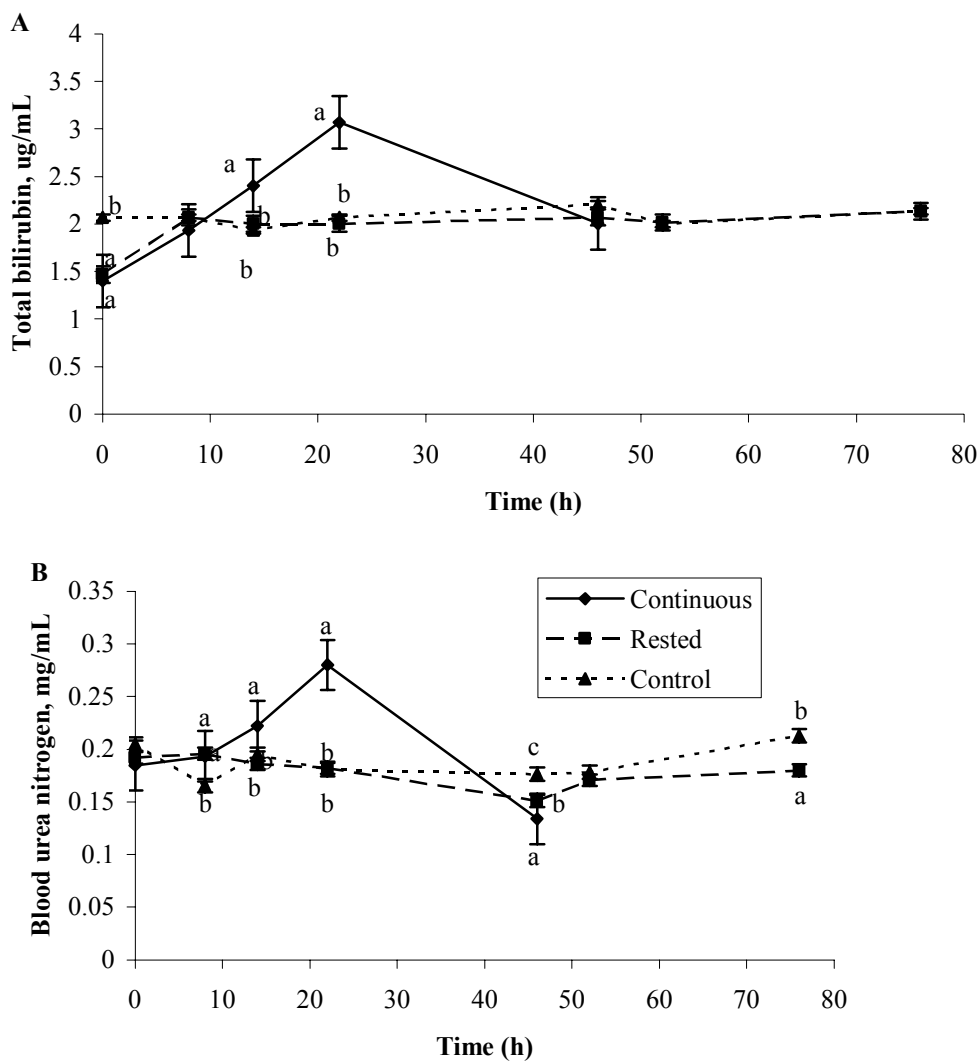 A
4
3.5
a
3
a
2.5
b
b
b
2
b
b
1.5
a
a
1
0.5
0
0 10 20 30 40 50 60 70 80
Total bilirubin, ug/mL
Time (h)
B
0.35
Continuous
Rested
Control
0.3
a
0.25
a
a
c
b
0.2
a
b
b
b
b
b
b
a
0.15
a
0.1
0.05
0
0 10 20 30 40 50 60 70 80
Blood urea nitrogen, mg/mL
Time (h)